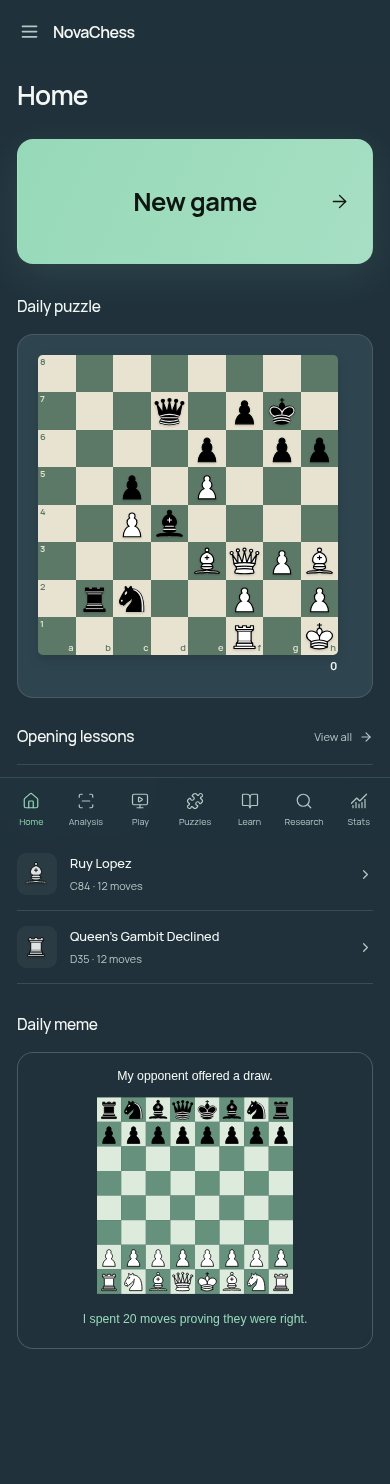 NovaChess
Home
New game
Daily puzzle
8
7
6
5
4
3
2
1
a b c d e f g h
0
Opening lessons
View all
Home Analysis Play Puzzles Learn Research Stats
Ruy Lopez
C84 · 12 moves
Queen's Gambit Declined
D35 · 12 moves
Daily meme
My opponent offered a draw.
I spent 20 moves proving they were right.